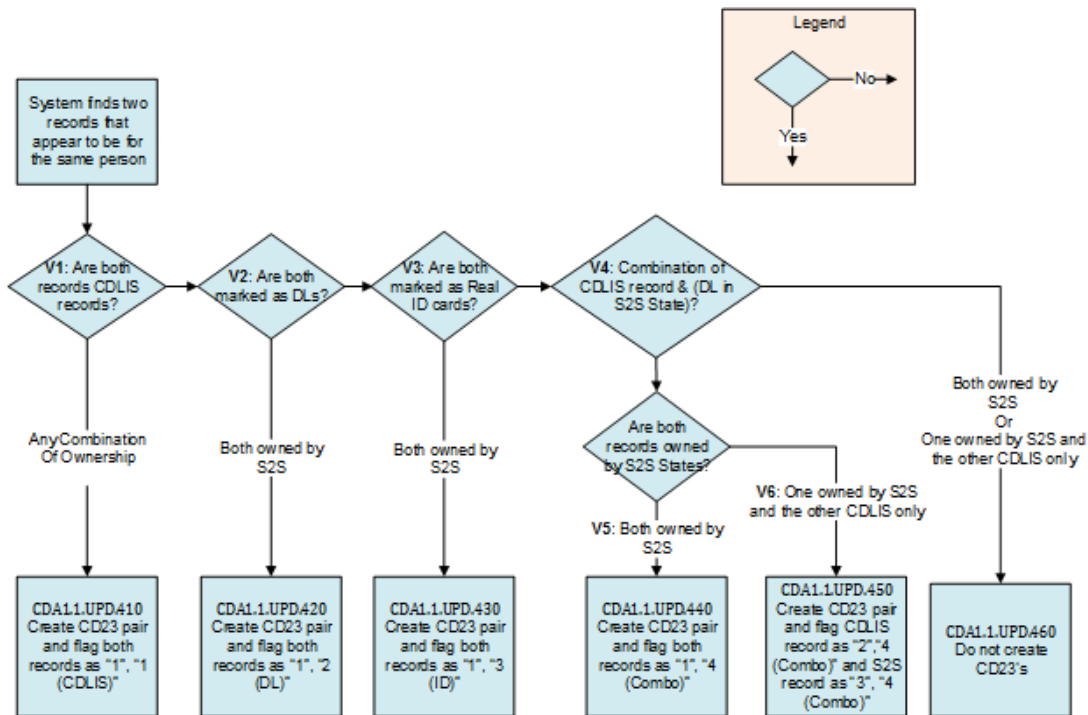 Legend
No
Yes
System finds two
records that
appear to be for
the same person
V1: Are both
records CDLIS
records?
V2: Are both
marked as DLs?
V3: Are both
marked as Real
ID cards?
V4: Combination of
CDLIS record & (DL in
S2S State)?
Any Combination
Of Ownership
Both owned by
S2S
Both owned by
S2S
Are both
records owned
by S2S States?
Both owned by
S2S
Or
One owned by S2S and
the other CDLIS only
V5: Both owned by
S2S
V6: One owned by S2S
and the other CDLIS only
CDA1.1.UPD.410
Create CD23 pair
and flag both
records as "1", "1
(CDLIS)"
CDA1.1.UPD.420
Create CD23 pair
and flag both
records as "1", "2
(DL)"
CDA1.1.UPD.430
Create CD23 pair
and flag both
records as "1", "3
(ID)"
CDA1.1.UPD.440
Create CD23 pair
and flag both
records as "1", "4
(Combo)"
CDA1.1.UPD.450
Create CD23 pair
and flag CDLIS
record as "2","4
(Combo)" and S2S
record as "3", "4
(Combo)"
CDA1.1.UPD.460
Do not create
CD23's